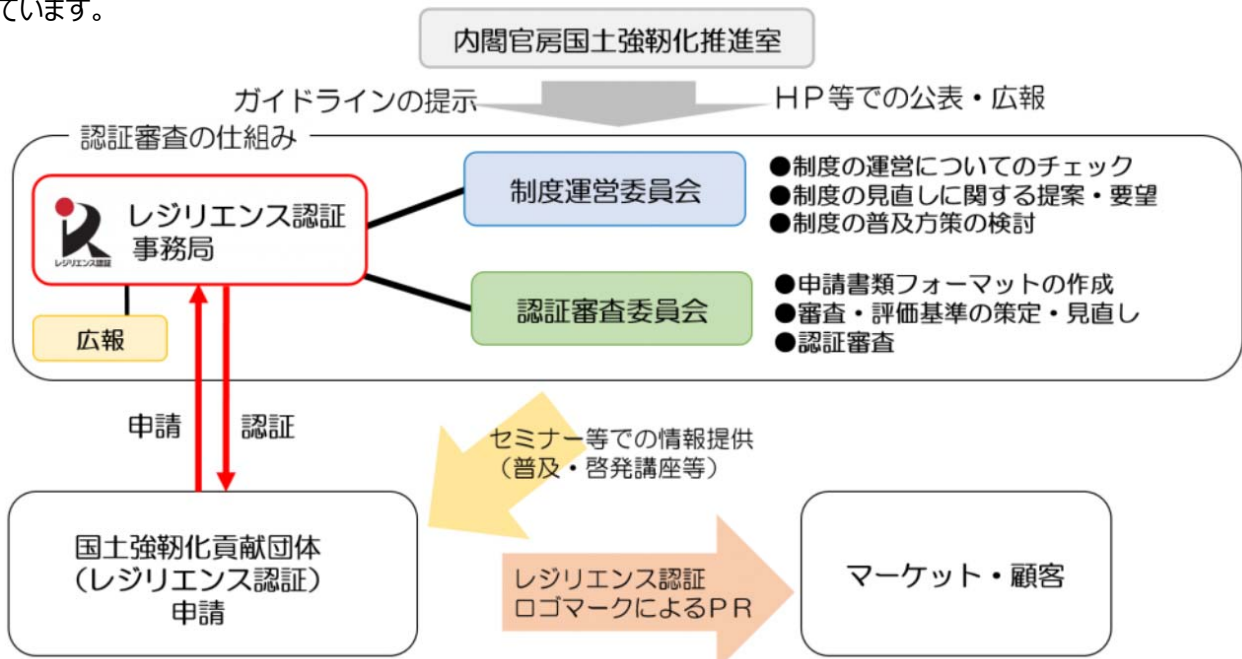 ています。
内閣官房国土強靭化推進室
ガイドラインの提示
HP等での公表・広報
認証審査の仕組み
レジリエンス認証
事務局
レジリエンス認証
広報
制度運営委員会
●制度の運営についてのチェック
●制度の見直しに関する提案・要望
●制度の普及方策の検討
認証審査委員会
●申請書類フォーマットの作成
●審査・評価基準の策定・見直し
●認証審査
申請
認証
セミナー等での情報提供
(普及・啓発講座等)
国土強靭化貢献団体
(レジリエンス認証)
申請
レジリエンス認証
ロゴマークによるPR
マーケット・顧客